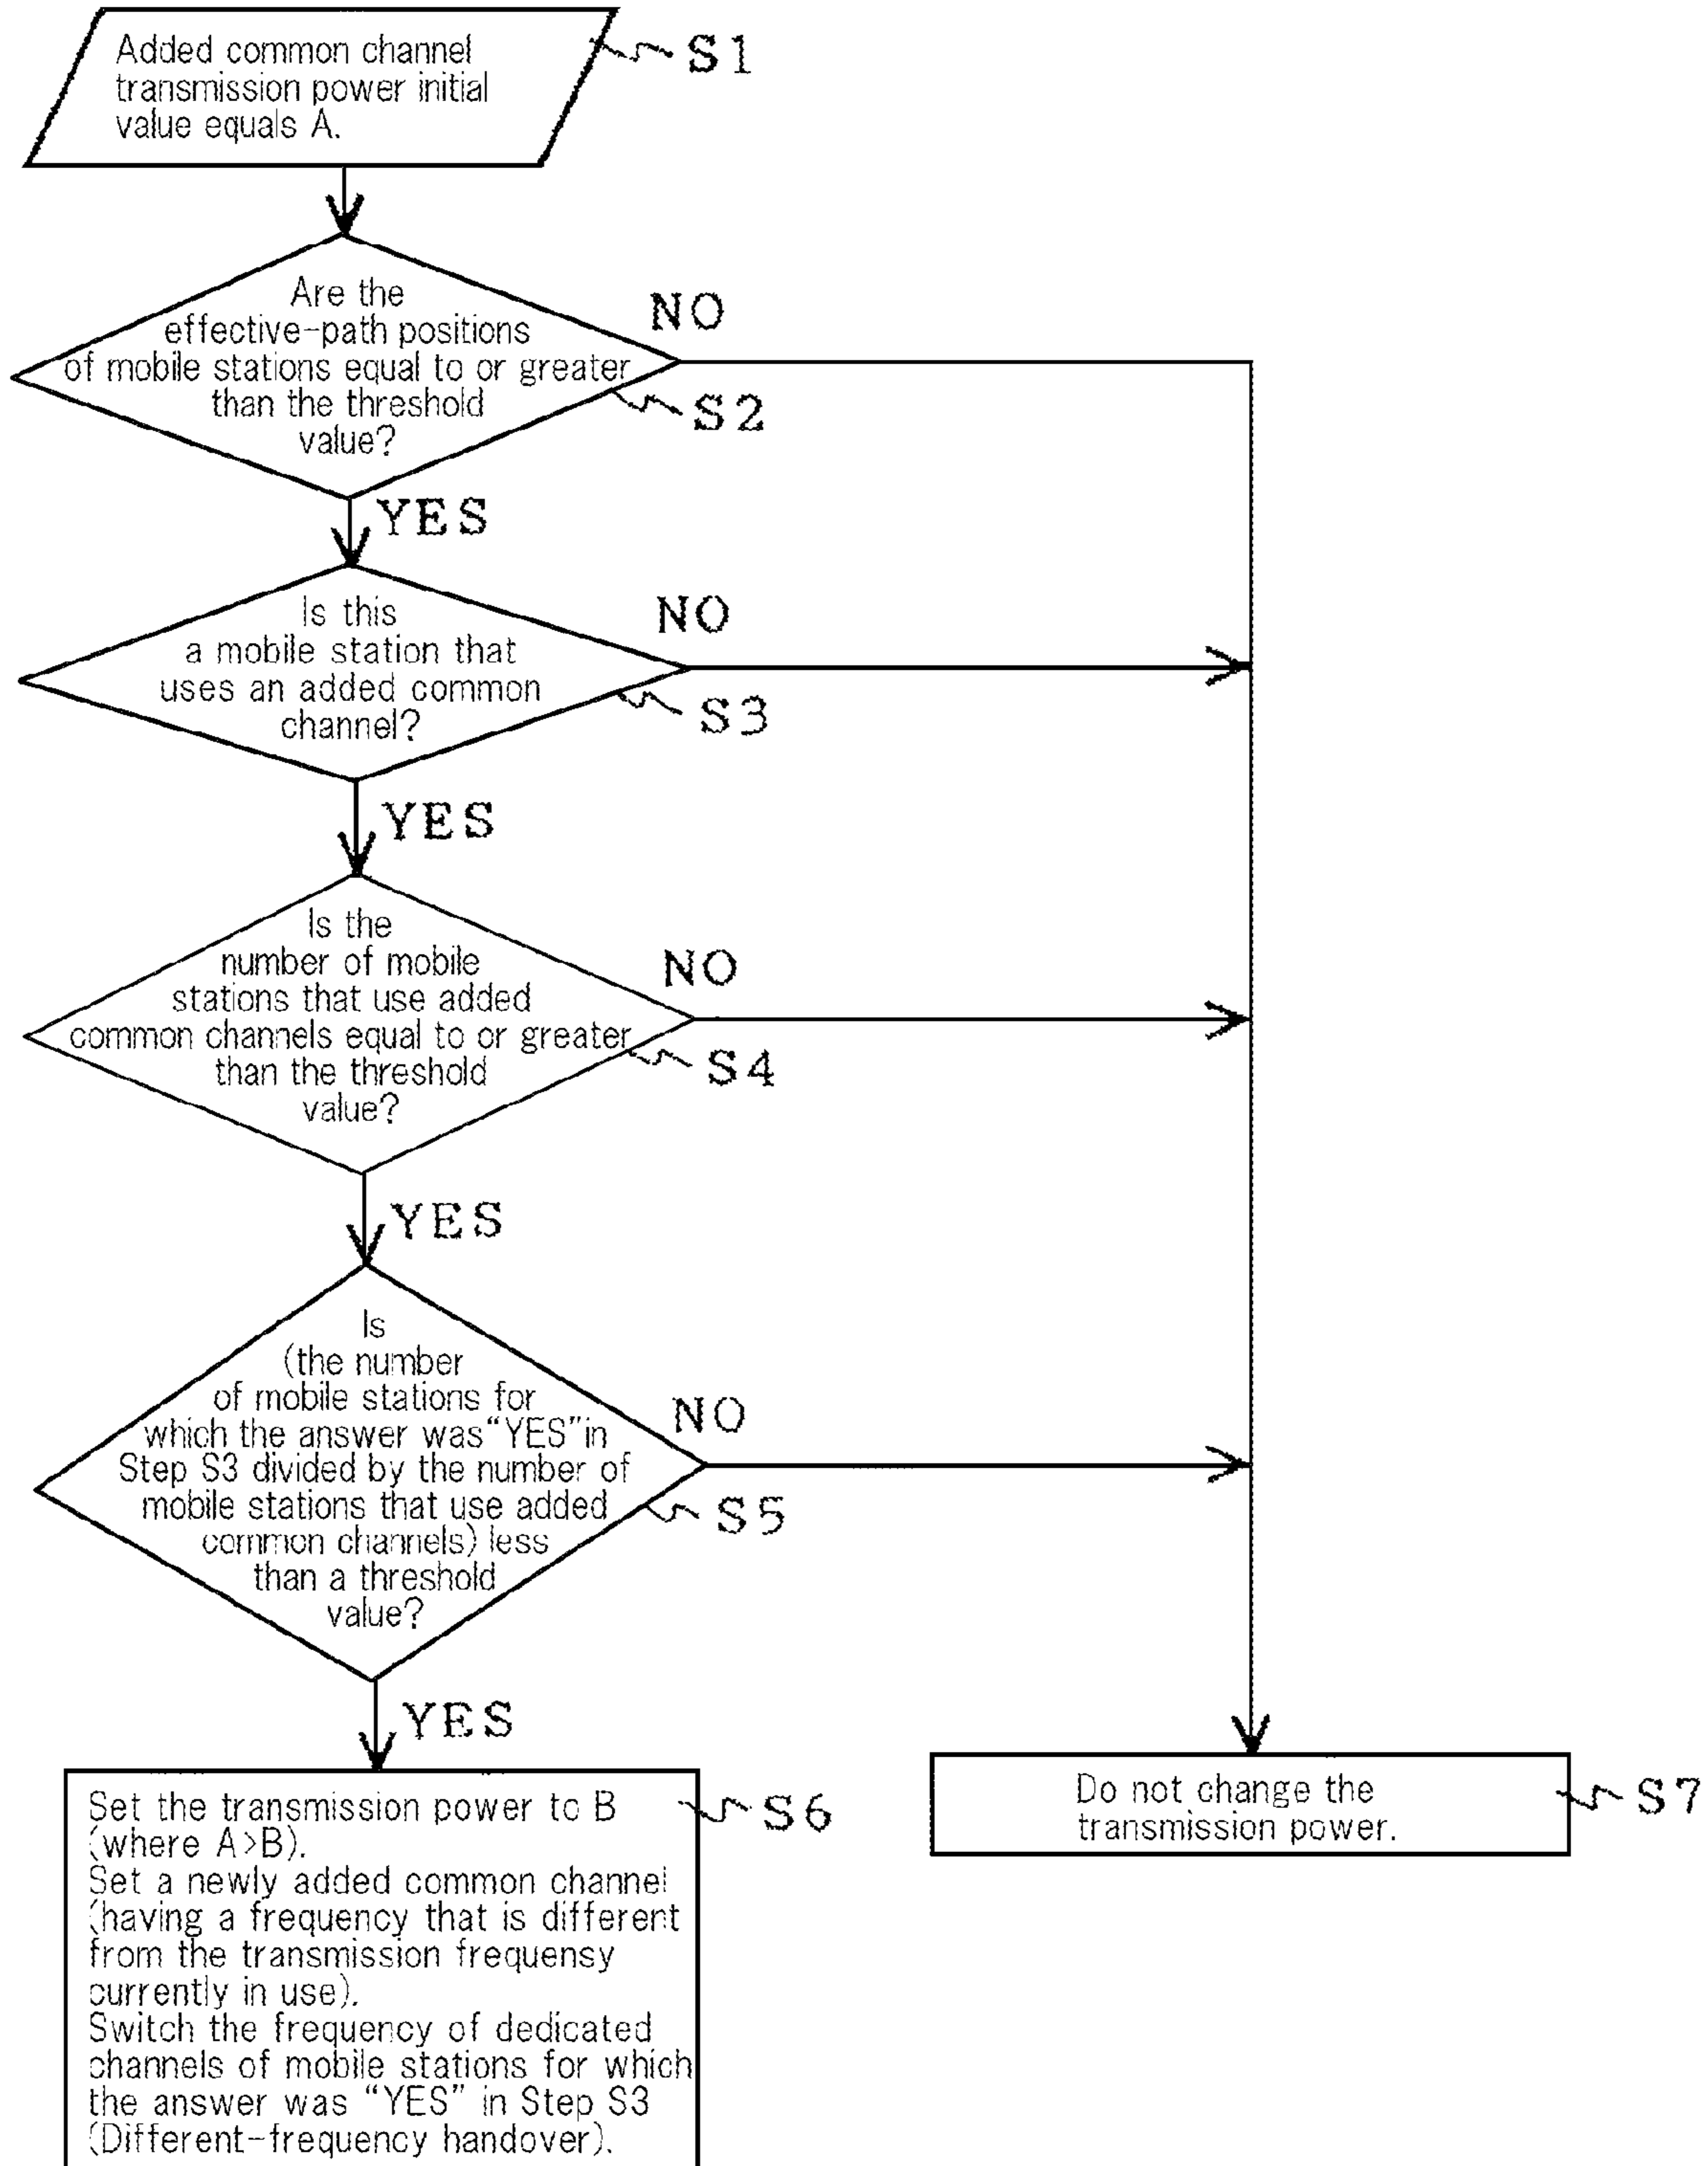 Added common channel
transmission power initial
value equals A.
S1
Are the
effective-path positions
of mobile stations equal to or greater
than the threshold
value?
NO
S2
YES
Is this
a mobile station that
uses an added common
channel?
NO
S3
YES
Is the
number of mobile
stations that use added
common channels equal to or greater
than the threshold
value?
NO
S4
YES
Is
(the number
of mobile stations for
which the answer was“YES”in
Step S3 divided by the number of
mobile stations that use added
common channels) less
than a threshold
value?
NO
S5
YES
Set the transmission power to B
(where A>B).
Set a newly added common channel
(having a frequency that is different
from the transmission frequensy
currently in use).
Switch the frequency of dedicated
channels of mobile stations for which
the answer was “YES” in Step S3
(Different-frequency handover).
S6
Do not change the
transmission power.
S7